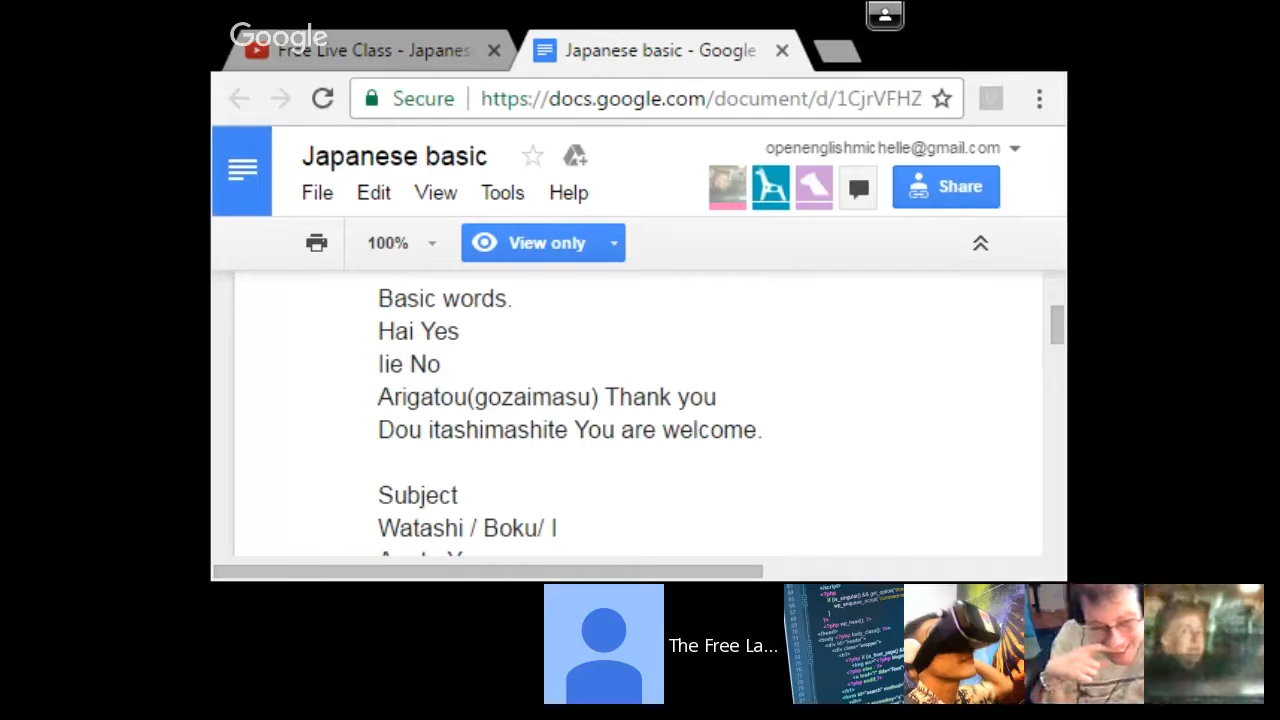 Google
Free Live Class - Japanes
Japanese basic - Google
Secure
https://docs.google.com/document/d/1CjrVFHZ
Japanese basic
openenglishmichelle@gmail.com
File Edit View Tools Help
Share
100%
View only
Basic words.
Hai Yes
Iie No
Arigatou(gozaimasu) Thank you
Dou itashimashite You are welcome.
Subject
Watashi / Boku/ I
The Free La...